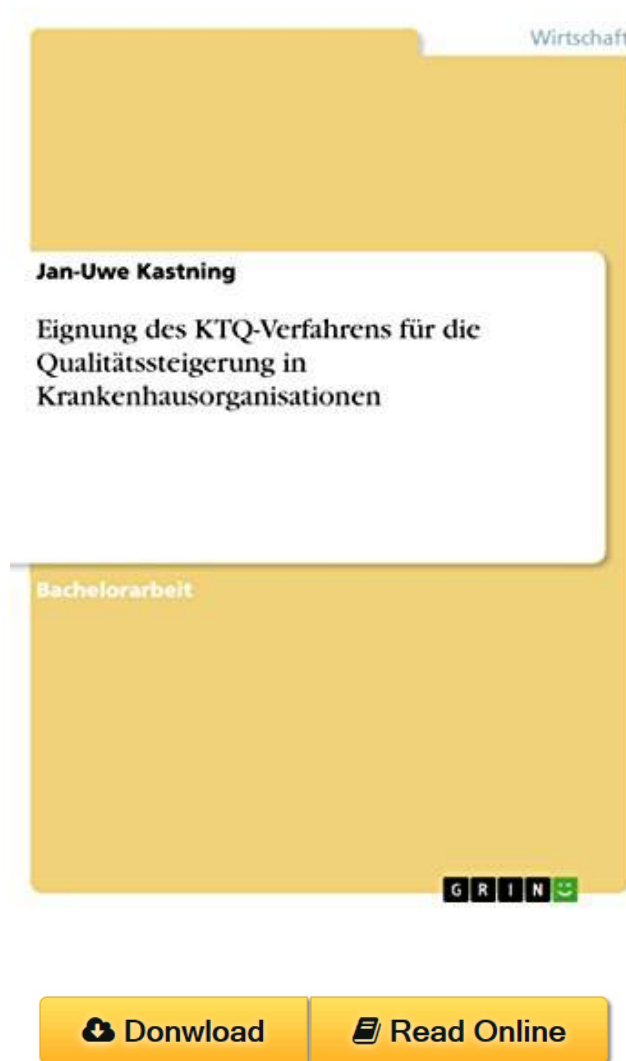 Wirtschaft
Jan-Uwe Kastning
Eignung des KTQ-Verfahrens für die
Qualitätssteigerung in
Krankenhausorganisationen
Bachelorarbeit
GRIN
Donwload
Read Online